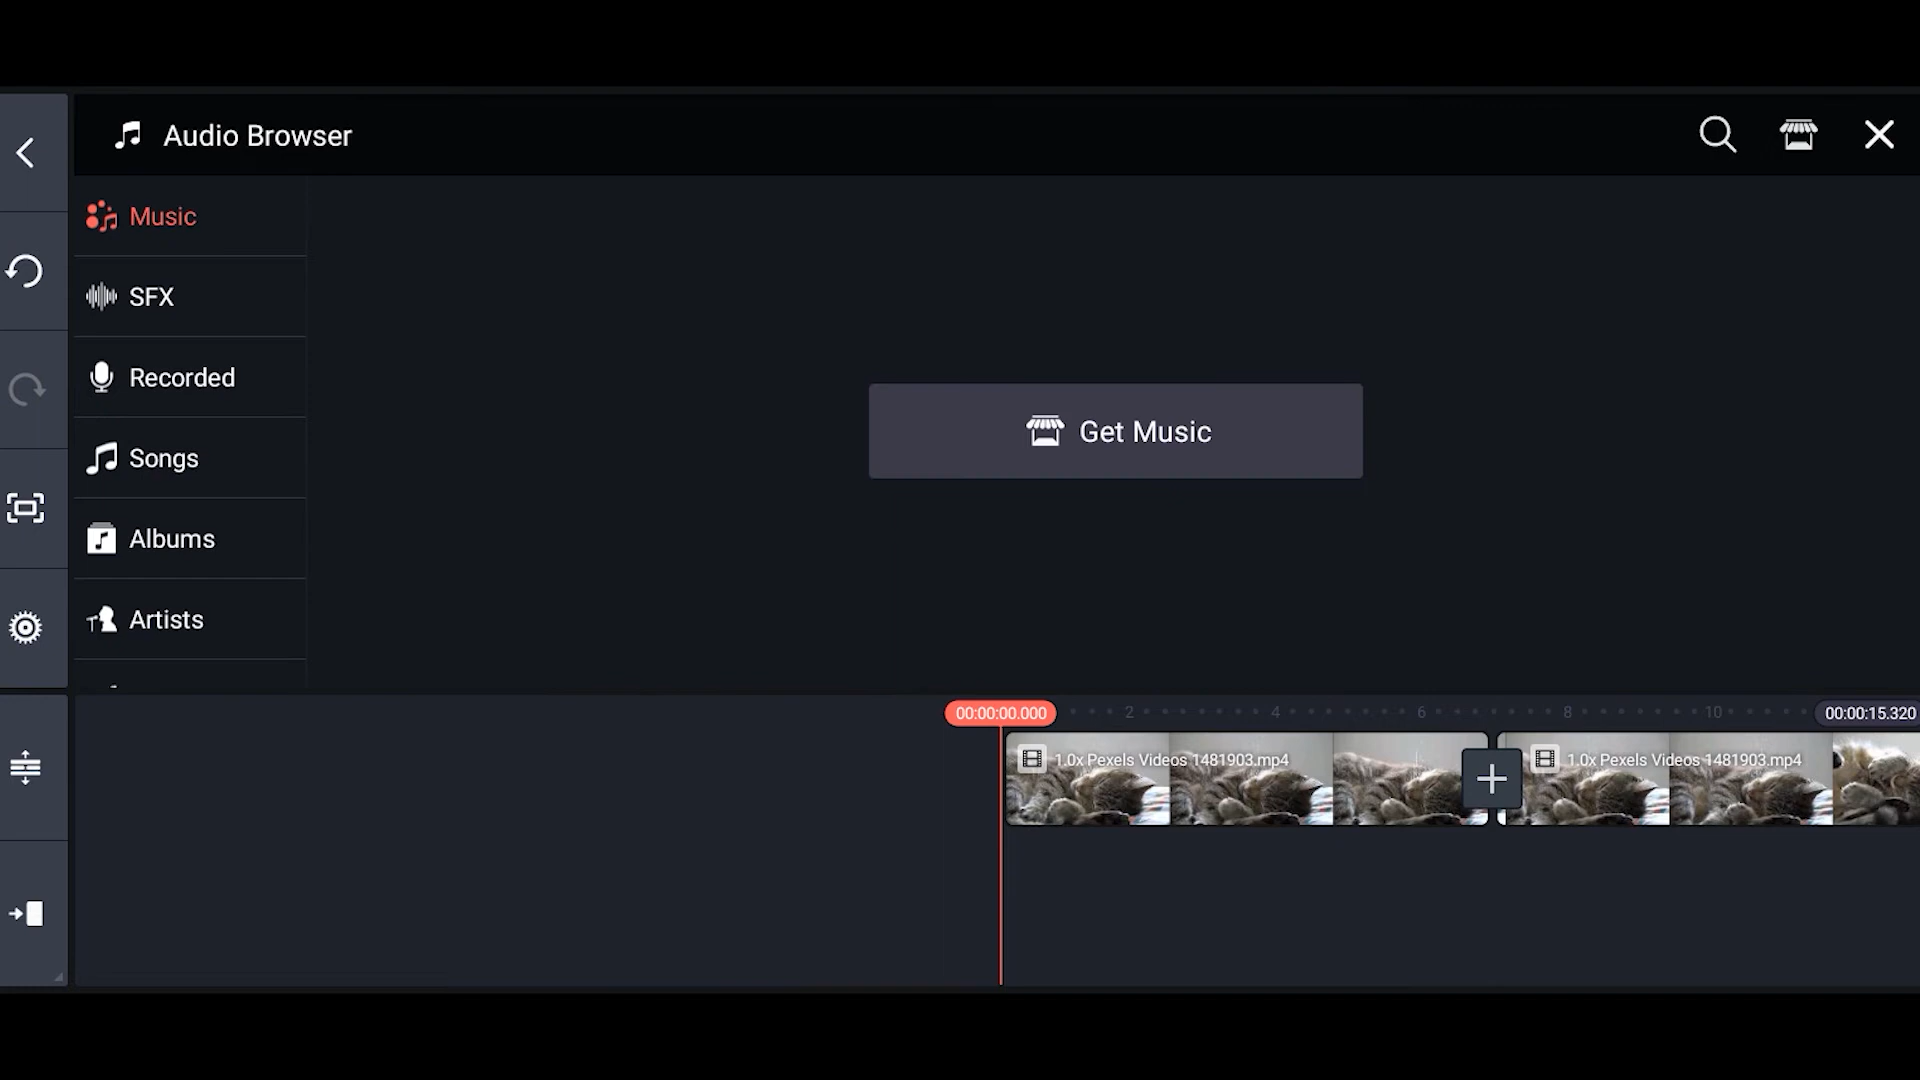 Audio Browser
Music
SFX
Recorded
Songs
Albums
Artists
Get Music
00:00:00.000
2
4
6
8
10
00:00:15.320
1.0x Pexels Videos 1481903.mp4
1.0x Pexels Videos 1481903.mp4